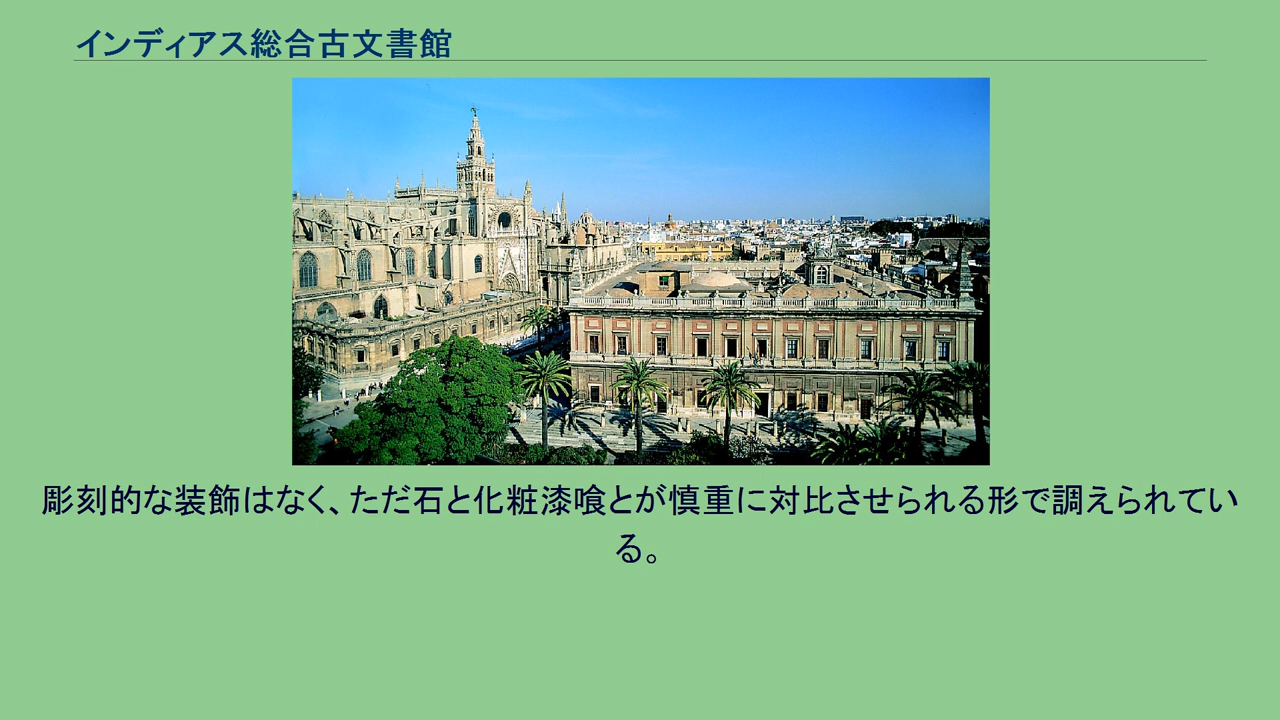 インディアス総合古文書館
彫刻的な装飾はなく、ただ石と化粧漆喰とが慎重に対比させられる形で調えられてい
る。